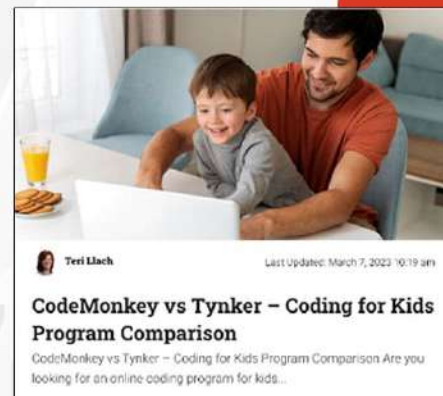 Teri Llach
Last Updated: March 7, 2023 10:19 am
CodeMonkey vs Tynker – Coding for Kids
Program Comparison
CodeMonkey vs Tynker – Coding for Kids Program Comparison Are you
looking for an online coding program for kids...